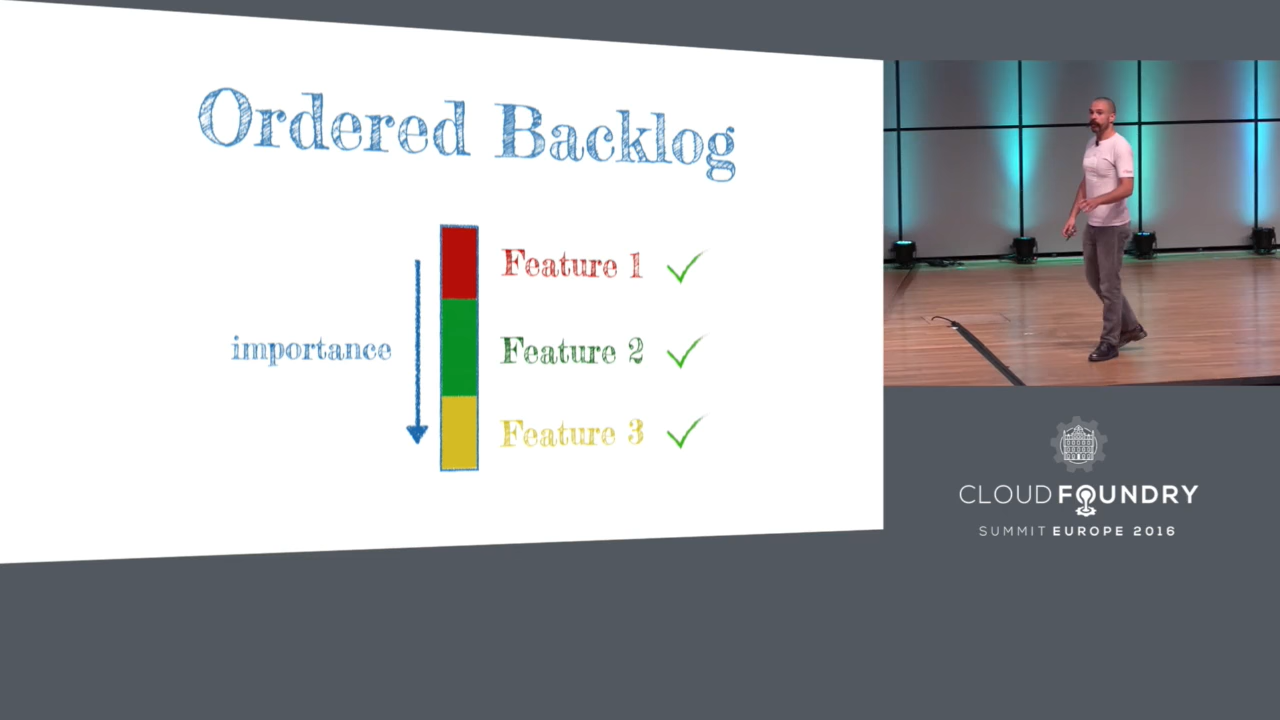 Ordered Backlog
Feature 1
importance
Feature 2
Feature 3
CLOUD FOUNDRY
SUMMIT EUROPE 2016